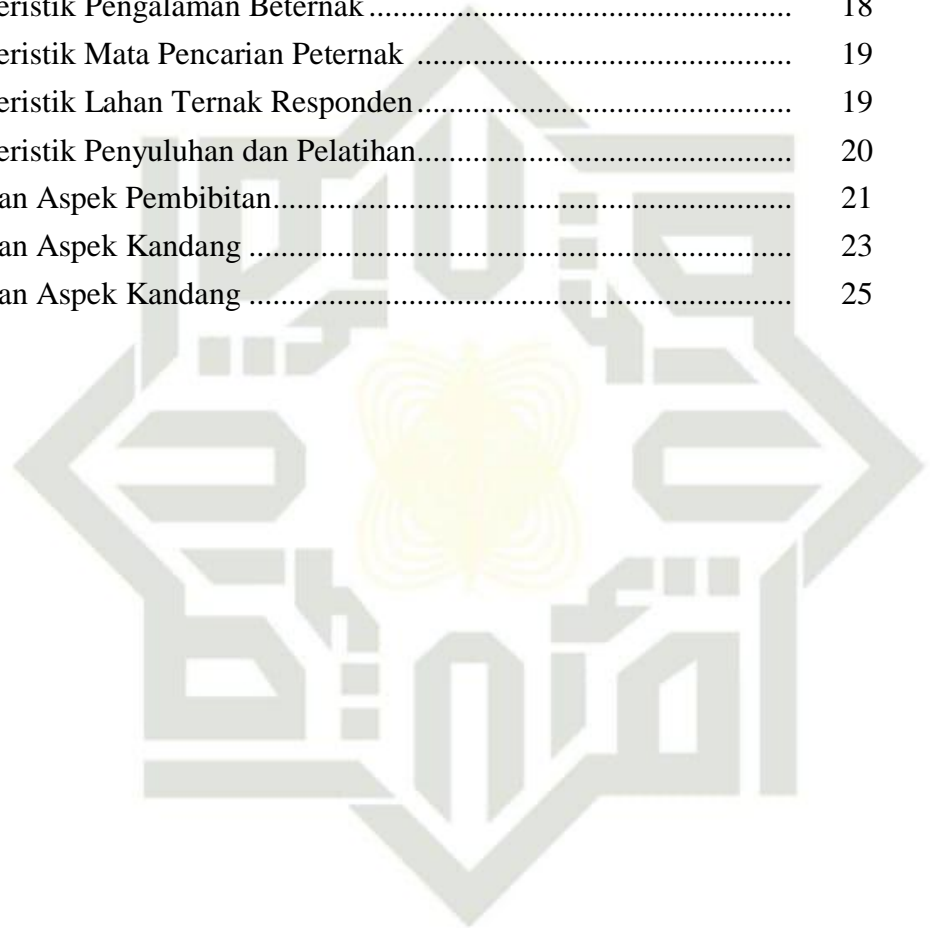 eristik Pengalaman Beternak ..................................................... 18
eristik Mata Pencarian Peternak ............................................... 19
eristik Lahan Ternak Responden ............................................... 19
eristik Penyuluhan dan Pelatihan ............................................... 20
an Aspek Pembibitan ................................................................. 21
an Aspek Kandang .................................................................... 23
an Aspek Kandang .................................................................... 25